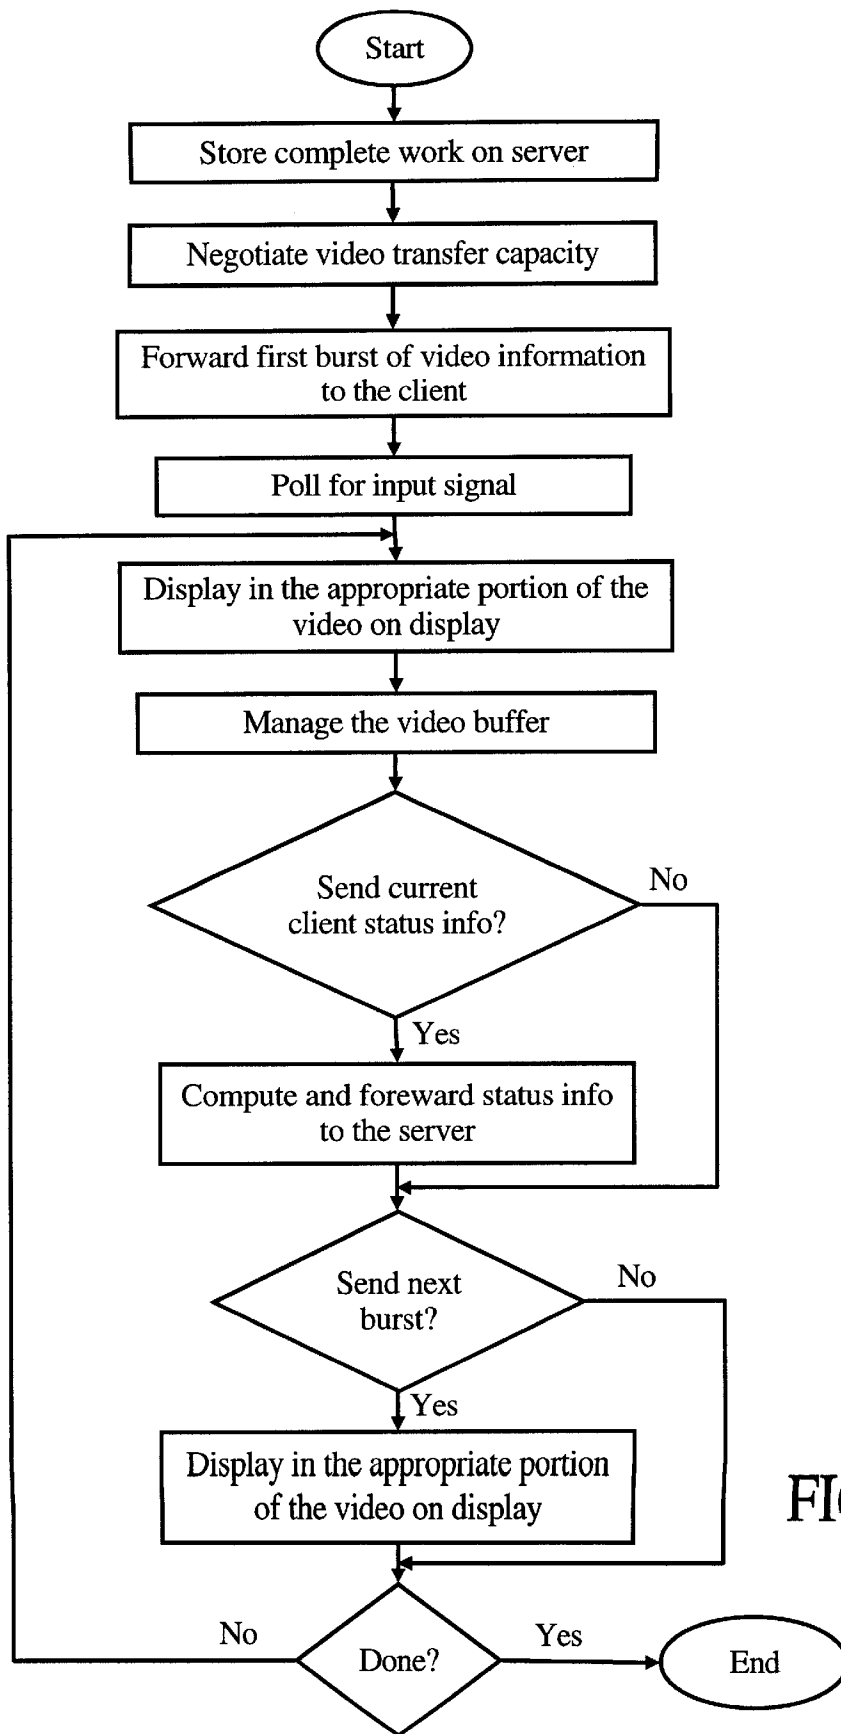 Start
Store complete work on server
Negotiate video transfer capacity
Forward first burst of video information
to the client
Poll for input signal
Display in the appropriate portion of the
video on display
Manage the video buffer
Send current
client status info?
No
Yes
Compute and foreward status info
to the server
Send next
burst?
No
Yes
Display in the appropriate portion
of the video on display
No
Done?
Yes
End